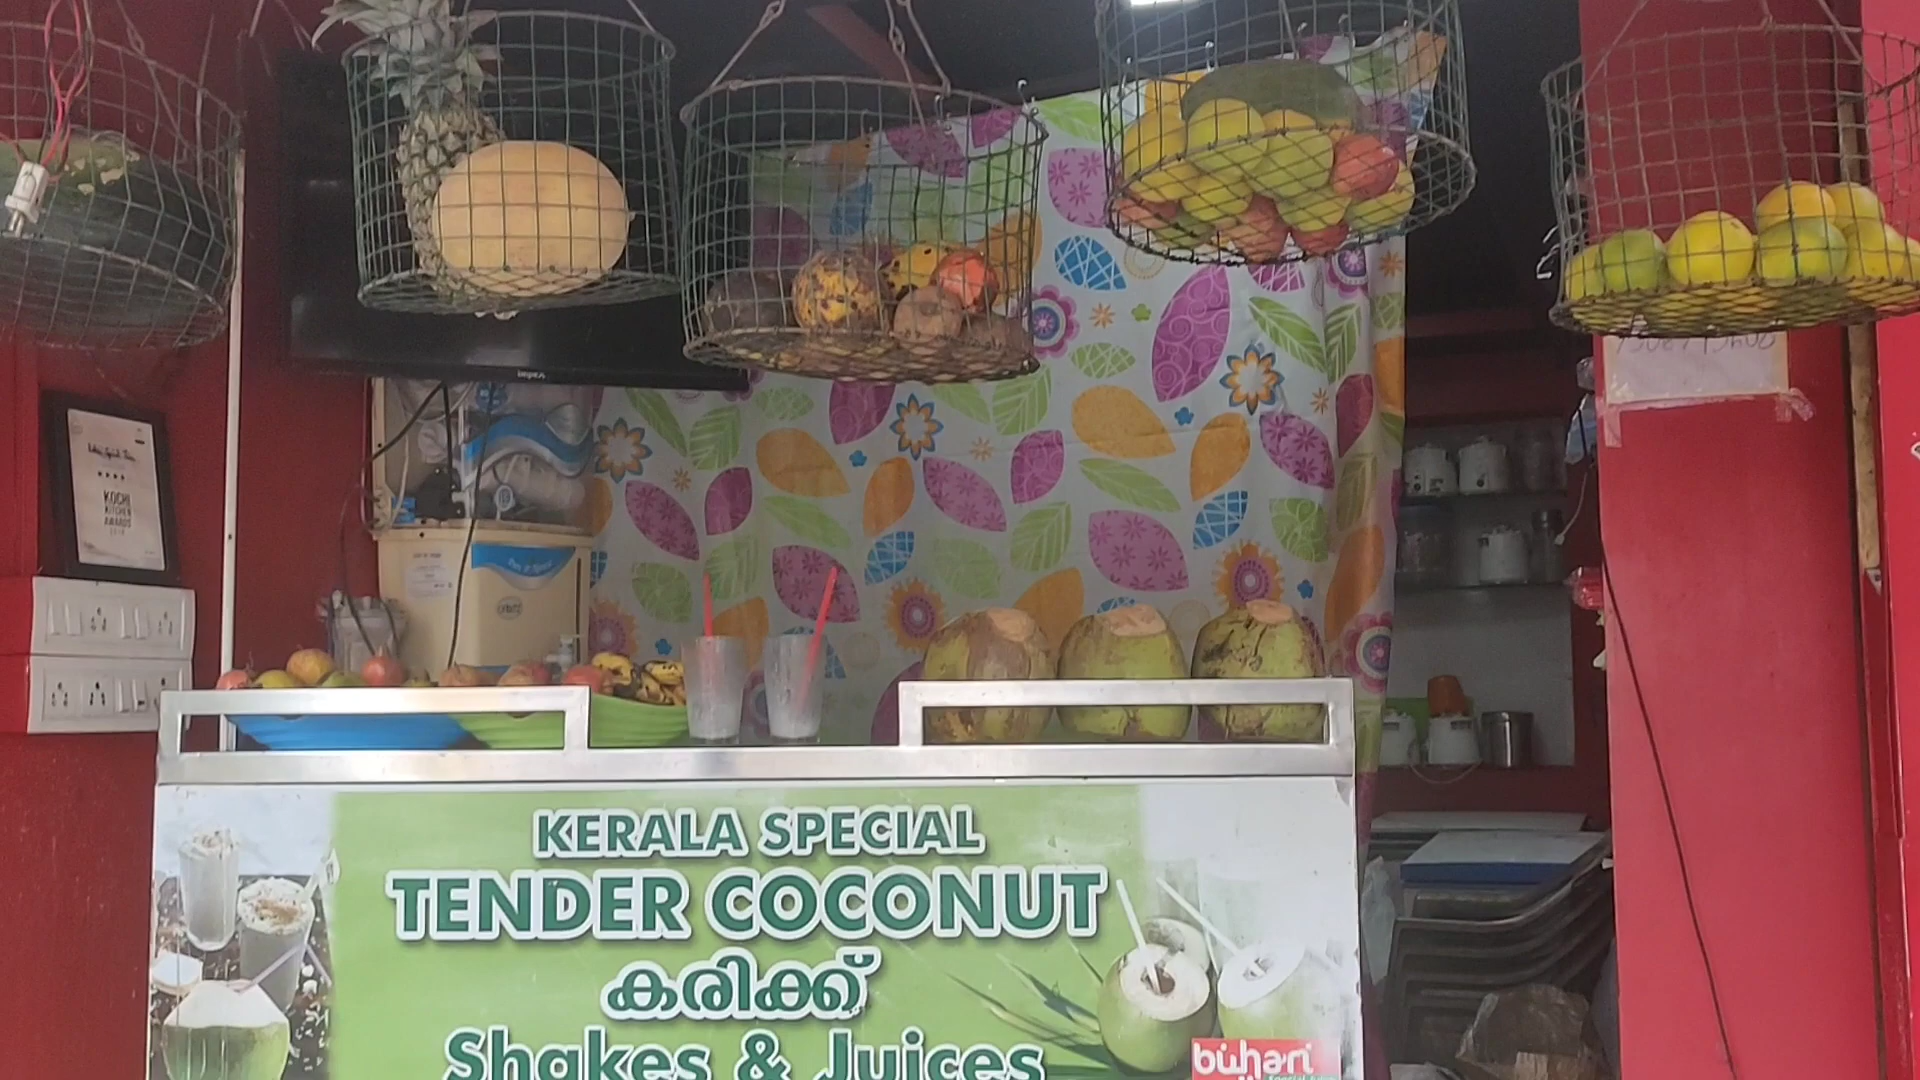 KOCHI
KITCHEN
AWARDS
KERALA SPECIAL
TENDER COCONUT
കരിക്ക്
Shakes & Juices
buhari